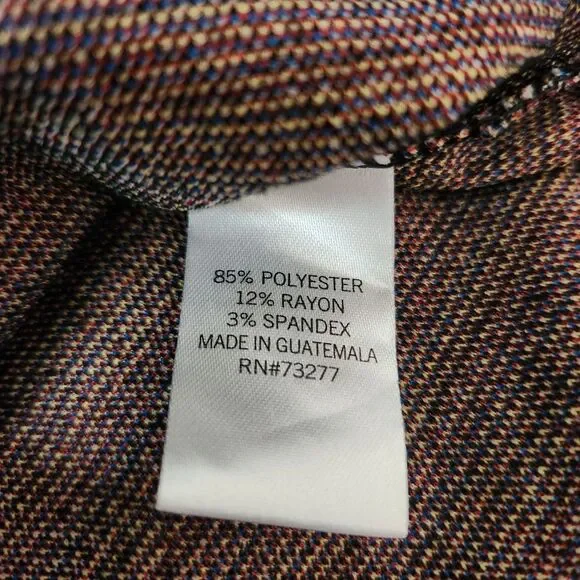 85% POLYESTER
12% RAYON
3% SPANDEX
MADE IN GUATEMALA
RN#73277